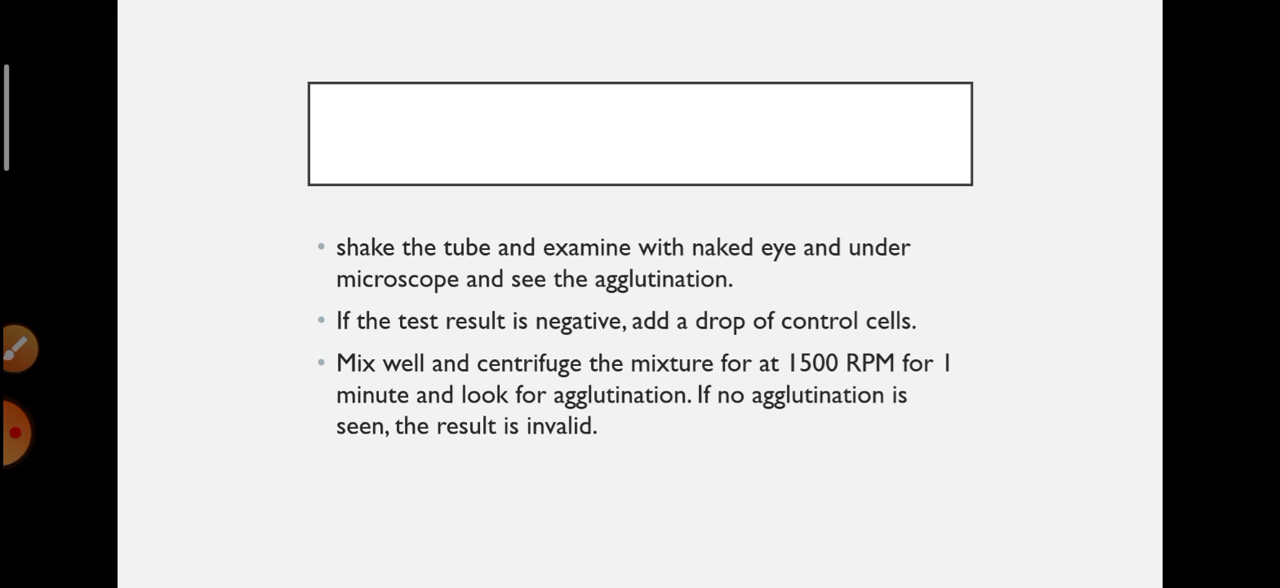 • shake the tube and examine with naked eye and under
microscope and see the agglutination.
• If the test result is negative, add a drop of control cells.
• Mix well and centrifuge the mixture for at 1500 RPM for 1
minute and look for agglutination. If no agglutination is
seen, the result is invalid.